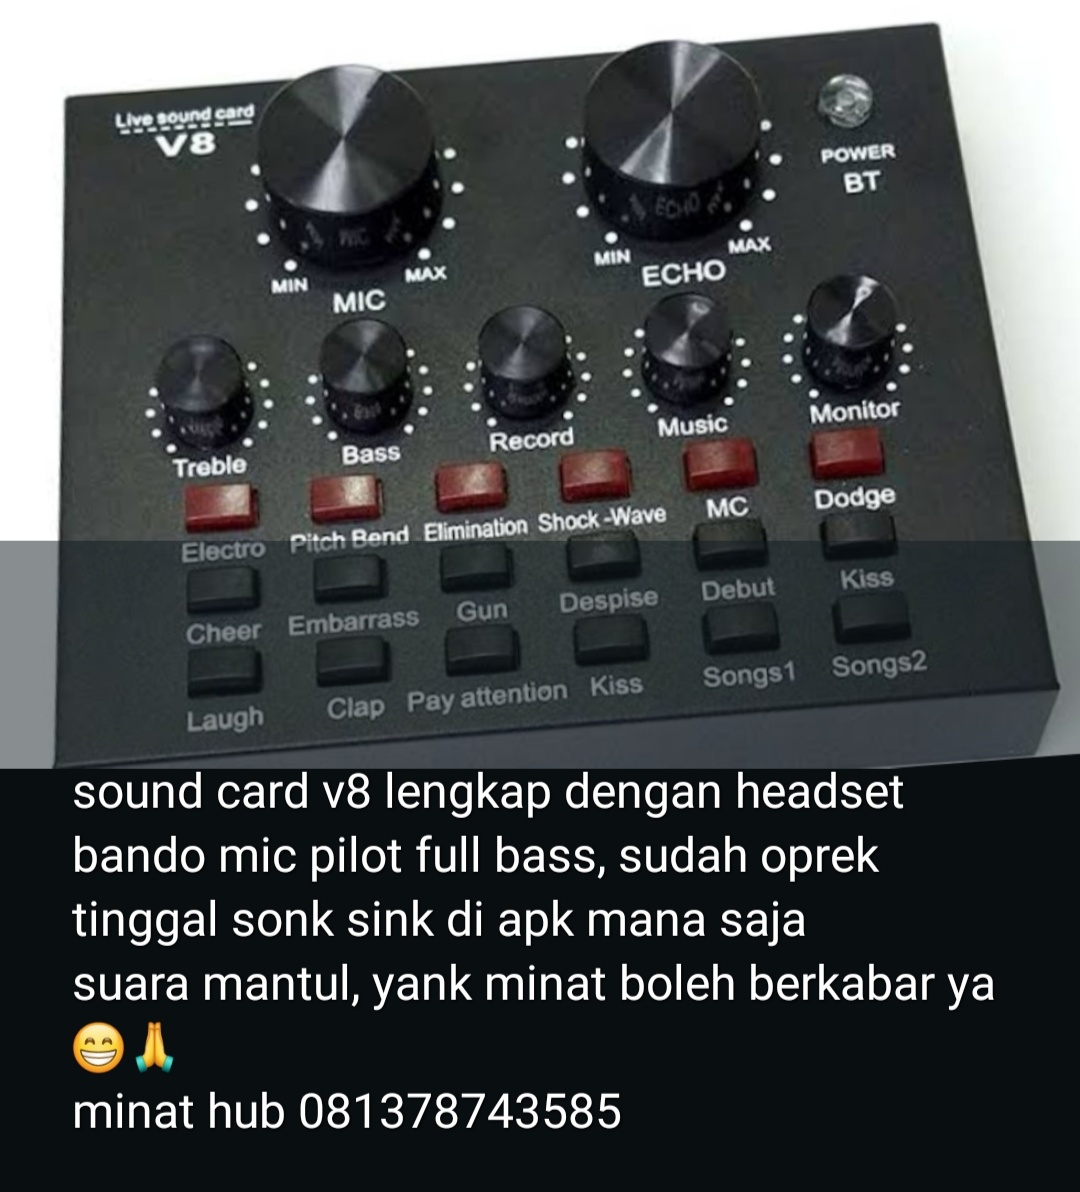 Live sound card
V8
POWER
BT
MIN
MAX
MIC
MIN
MAX
ECHO
Treble
Bass
Record
Music
Monitor
Electro
Pitch Bend
Elimination
Shock -Wave
MC
Dodge
Cheer
Embarrass
Gun
Despise
Debut
Kiss
Laugh
Clap
Pay attention
Kiss
Songs1
Songs2
sound card v8 lengkap dengan headset
bando mic pilot full bass, sudah oprek
tinggal sonk sink di apk mana saja
suara mantul, yank minat boleh berkabar ya
😁🙏
minat hub 081378743585